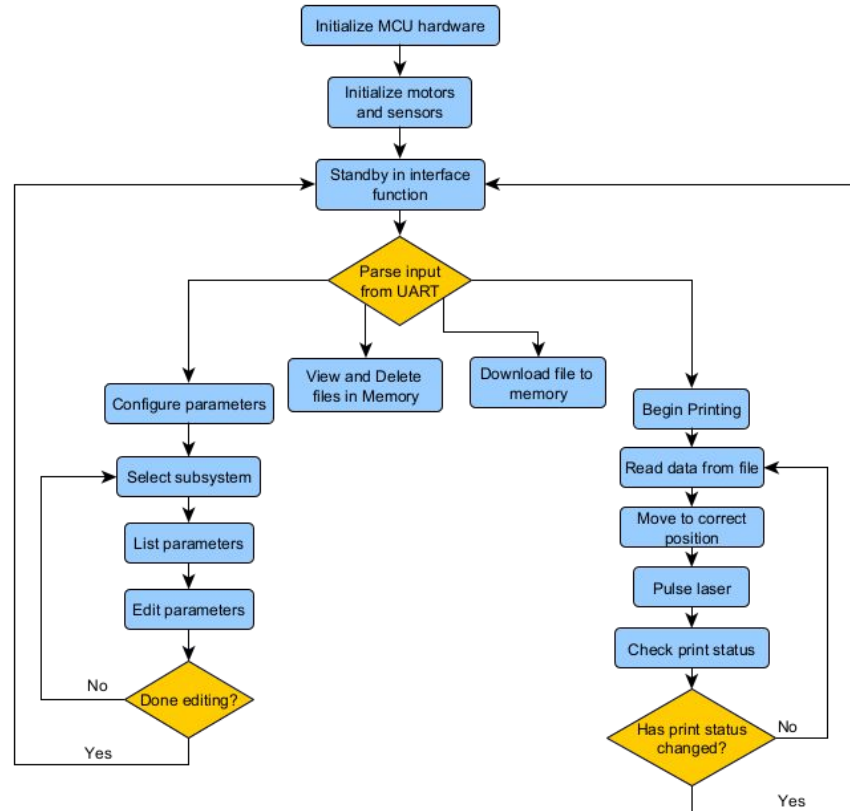 Initialize MCU hardware
Initialize motors
and sensors
Standby in interface
function
Parse input
from UART
View and Delete
files in Memory
Download file to
memory
Configure parameters
Select subsystem
List parameters
Edit parameters
Done editing?
No
Yes
Begin Printing
Read data from file
Move to correct
position
Pulse laser
Check print status
Has print status
changed?
No
Yes